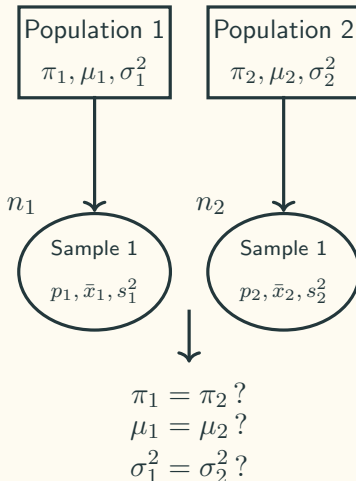 Population 1
π₁, μ₁, σ₁²
Population 2
π₂, μ₂, σ₂²
n₁
Sample 1
p₁, x̄₁, s₁²
n₂
Sample 1
p₂, x̄₂, s₂²
π₁ = π₂ ?
μ₁ = μ₂ ?
σ₁² = σ₂² ?